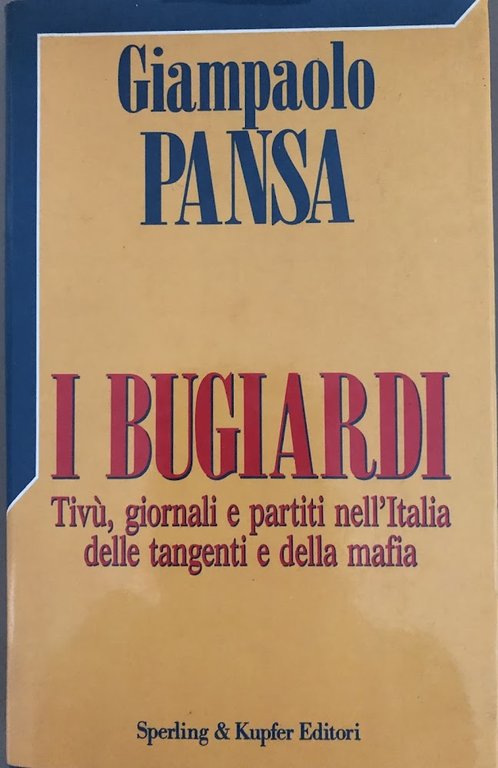 Giampaolo
PANSA
I BUGIARDI
Tivù, giornali e partiti nell'Italia
delle tangenti e della mafia
Sperling & Kupfer Editori